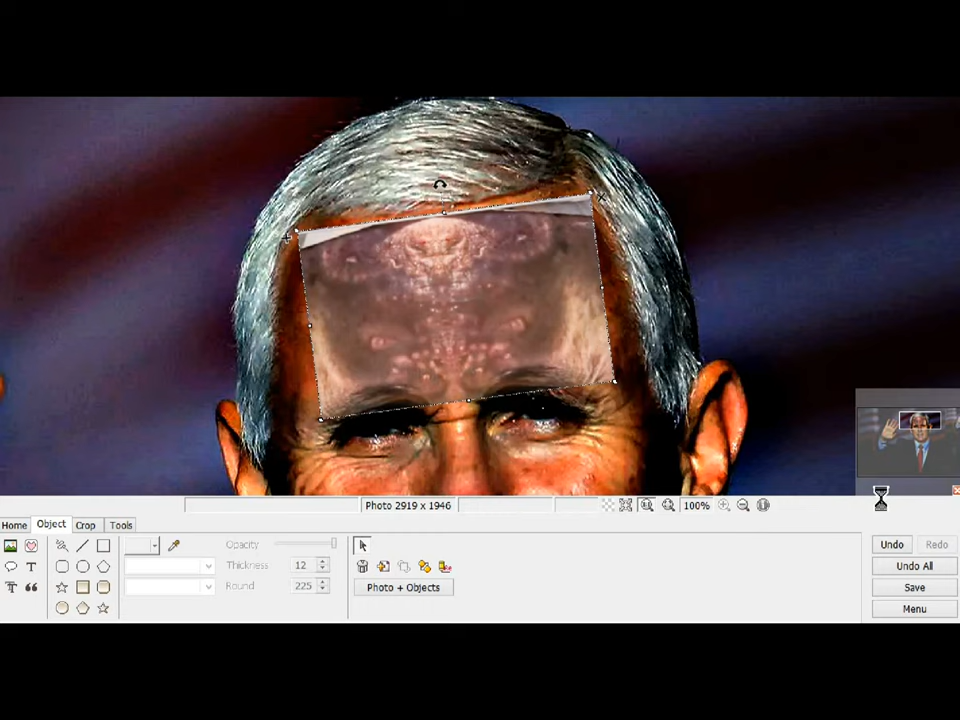 Photo 2919 x 1946
100%
Home Object Crop Tools
Opacity
Thickness 12
Round 225
Photo + Objects
Undo Redo
Undo All
Save
Menu